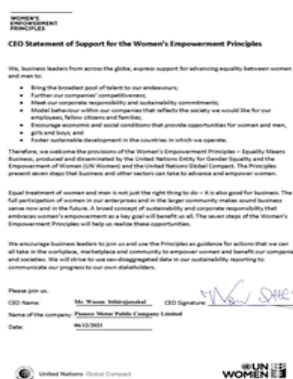 WOMEN'S
EMPOWERMENT
PRINCIPLES
CEO Statement of Support for the Women's Empowerment Principles
We, business leaders from across the globe, express support for advancing equality between women
and men to:
• Bring the broadest pool of talent to our endeavours;
• Further our companies' competitiveness;
• Meet our corporate responsibility and sustainability commitments;
• Model behaviour within our companies that reflects the society we would like for our
employees, fellow citizens and families;
• Encourage economic and social conditions that provide opportunities for women and men,
• girls and boys; and
• Foster sustainable development in the countries in which we operate.
Therefore, we welcome the provisions of the Women's Empowerment Principles – Equality Means
Business, produced and disseminated by the United Nations Entity for Gender Equality and the
Empowerment of Women (UN Women) and the United Nations Global Compact. The Principles
present seven steps that business and other sectors can take to advance and empower women.
Equal treatment of women and men is not just the right thing to do – it is also good for business. The
full participation of women in our enterprises and in the larger community makes sound business
sense now and in the future. A broad concept of sustainability and corporate responsibility that
embraces women's empowerment as a key goal will benefit us all. The seven steps of the Women's
Empowerment Principles will help us realize these opportunities.
We encourage business leaders to join us and use the Principles as guidance for actions that we can
all take in the workplace, marketplace and community to empower women and benefit our companies
and societies. We will strive to use sex-disaggregated data in our sustainability reporting to
communicate our progress to our own stakeholders.
Please join us.
CEO Name: Mr. Wasan Itthirojanakul CEO Signature:
Name of the company: Pioneer Motor Public Company Limited
Date: 06/12/2021
United Nations Global Compact
UN
WOMEN